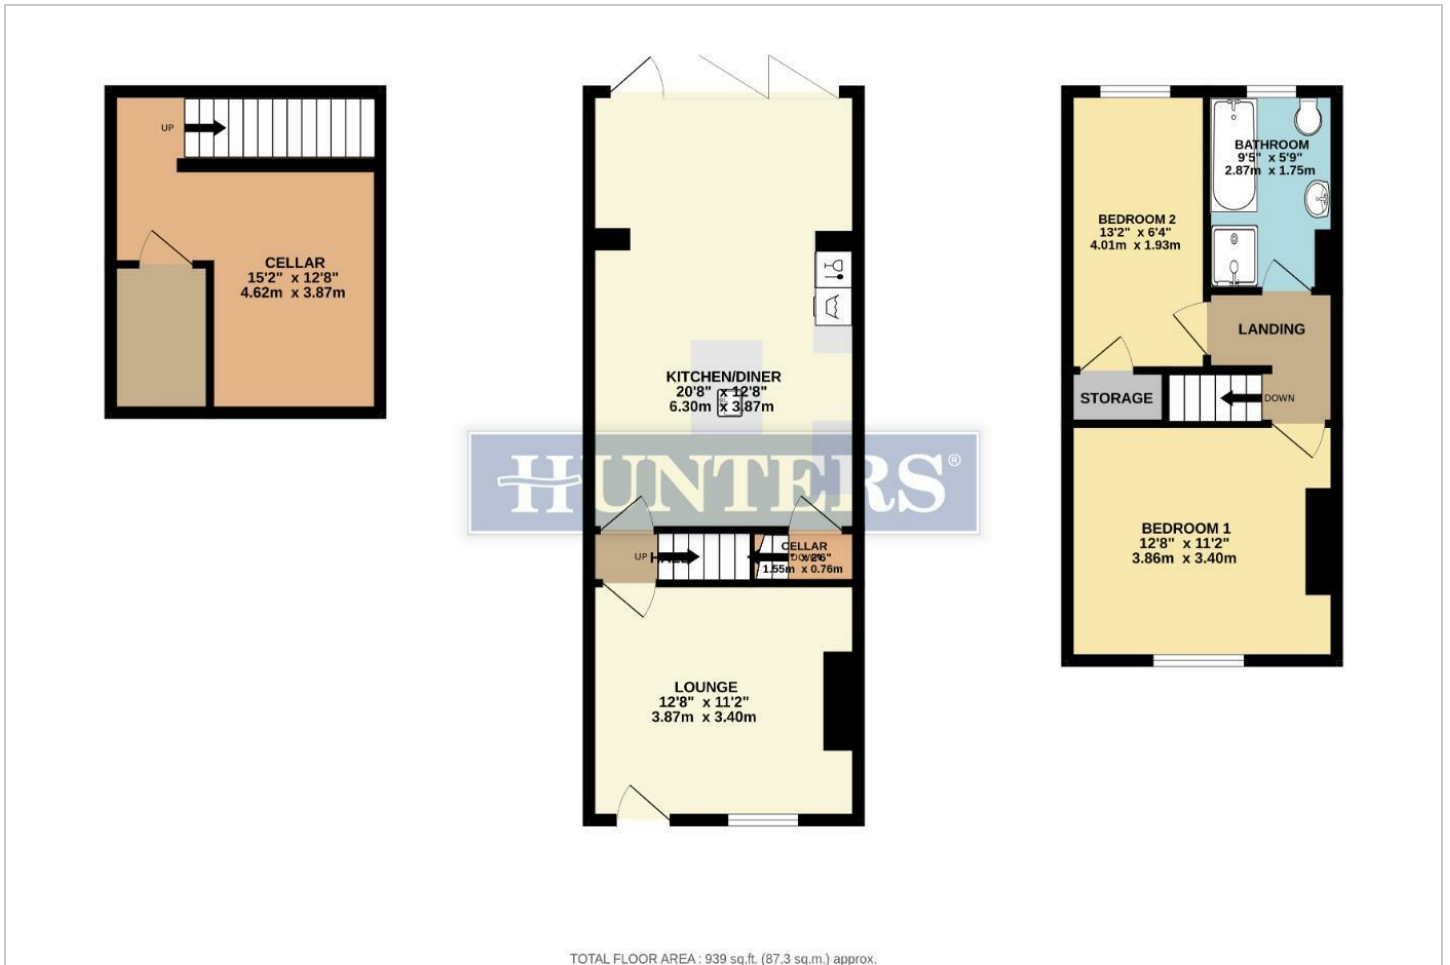 UP
CELLAR
15'2" x 12'8"
4.62m x 3.87m
KITCHEN/DINER
20'8" x 12'8"
6.30m x 3.87m
HUNTERS®
UP
CELLAR
x 2'6"
1.55m x 0.76m
LOUNGE
12'8" x 11'2"
3.87m x 3.40m
BATHROOM
9'5" x 5'9"
2.87m x 1.75m
BEDROOM 2
13'2" x 6'4"
4.01m x 1.93m
LANDING
STORAGE
DOWN
BEDROOM 1
12'8" x 11'2"
3.86m x 3.40m
TOTAL FLOOR AREA : 939 sq.ft. (87.3 sq.m.) approx.